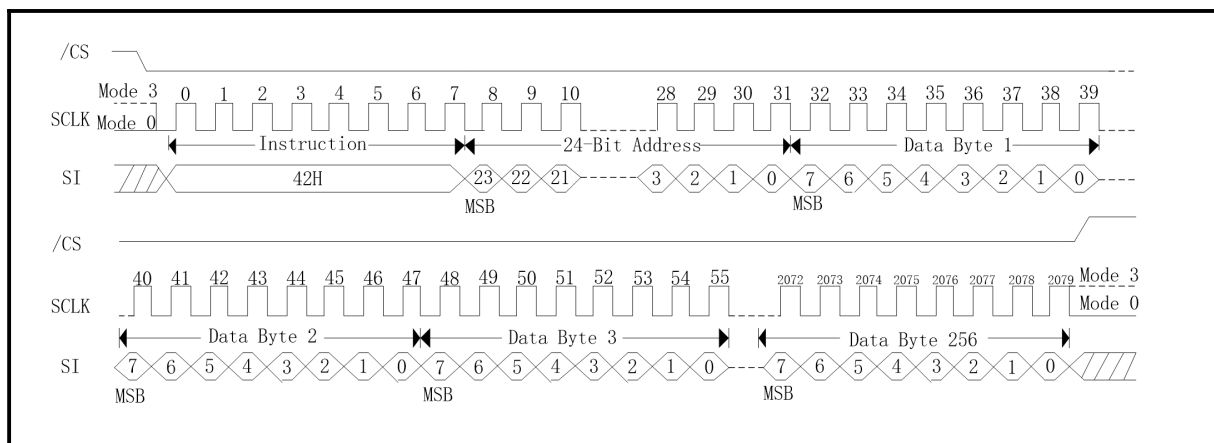 /CS
Mode 3 0 1 2 3 4 5 6 7 8 9 10 28 29 30 31 32 33 34 35 36 37 38 39
SCLK Mode 0
Instruction 24-Bit Address Data Byte 1
SI 42H 23 22 21 3 2 1 0 7 6 5 4 3 2 1 0
MSB MSB
/CS
40 41 42 43 44 45 46 47 48 49 50 51 52 53 54 55 2072 2073 2074 2075 2076 2077 2078 2079 Mode 3
SCLK Mode 0
Data Byte 2 Data Byte 3 Data Byte 256
SI 7 6 5 4 3 2 1 0 7 6 5 4 3 2 1 0 7 6 5 4 3 2 1 0
MSB MSB MSB